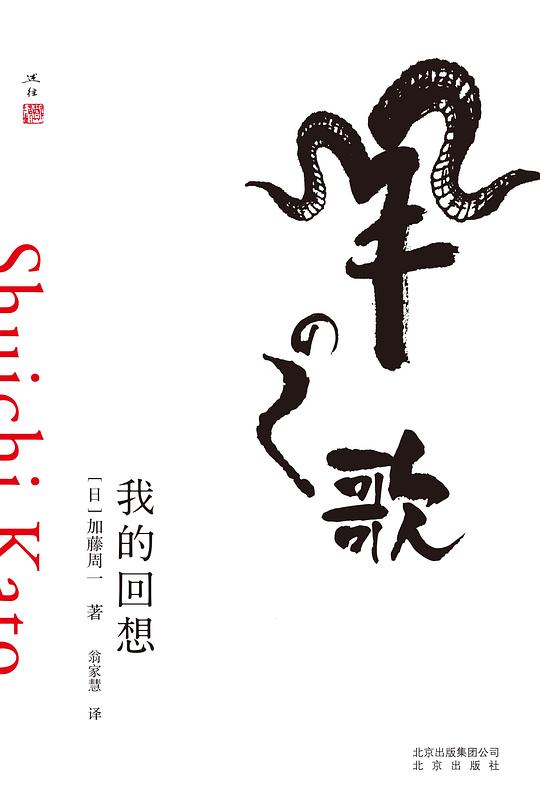 述往
羊之歌
我的回想
[日]加藤周一 著
翁家慧 译
Shuichi Kato
北京出版集团公司
北京出版社